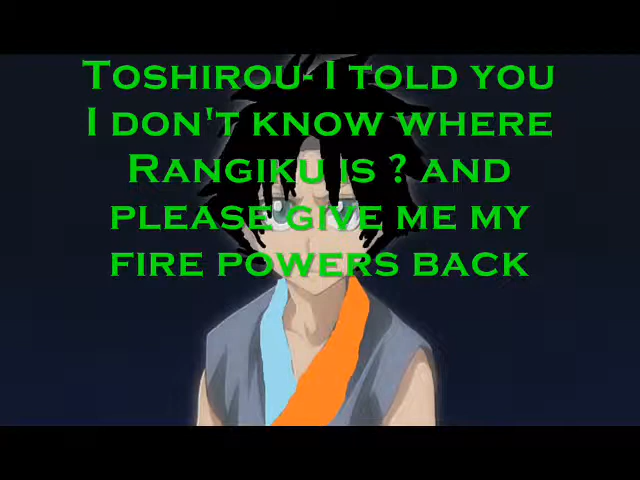 Toshirou- I told you
I don't know where
Rangiku is ? and
please give me my
fire powers back